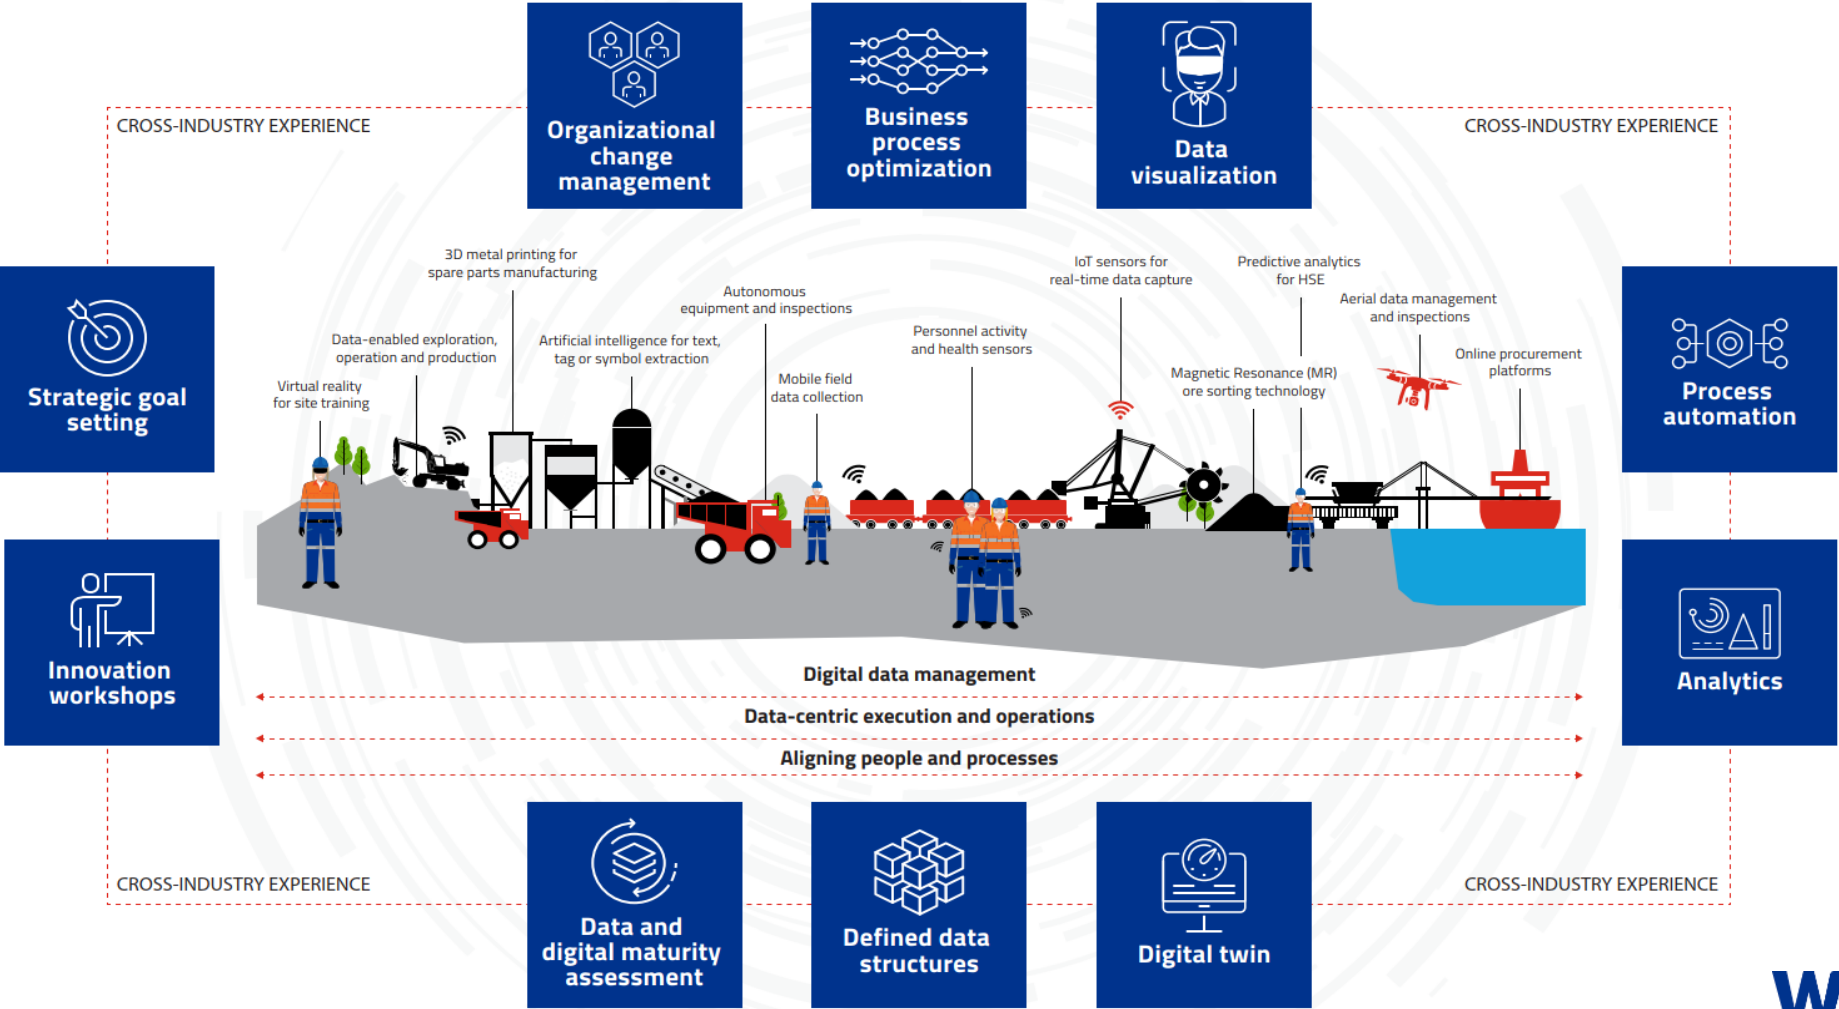 Organizational
change
management
Business
process
optimization
Data
visualization
CROSS-INDUSTRY EXPERIENCE
CROSS-INDUSTRY EXPERIENCE
Strategic goal
setting
Innovation
workshops
3D metal printing for
spare parts manufacturing
Data-enabled exploration,
operation and production
Virtual reality
for site training
Artificial intelligence for text,
tag or symbol extraction
Autonomous
equipment and inspections
Mobile field
data collection
Personnel activity
and health sensors
IoT sensors for
real-time data capture
Predictive analytics
for HSE
Magnetic Resonance (MR)
ore sorting technology
Aerial data management
and inspections
Online procurement
platforms
Process
automation
Analytics
Digital data management
Data-centric execution and operations
Aligning people and processes
CROSS-INDUSTRY EXPERIENCE
CROSS-INDUSTRY EXPERIENCE
Data and
digital maturity
assessment
Defined data
structures
Digital twin
W